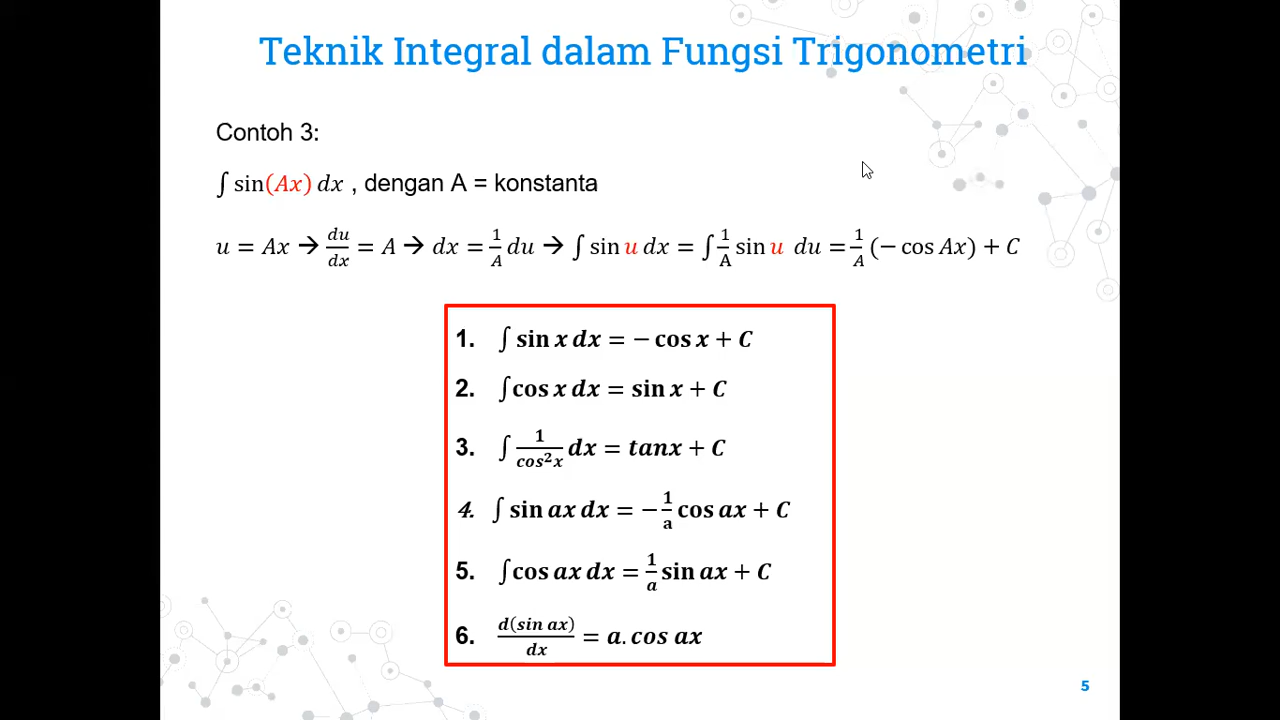 Teknik Integral dalam Fungsi Trigonometri
Contoh 3:
∫ sin(Ax) dx , dengan A = konstanta
u = Ax → du/dx = A → dx = 1/A du → ∫ sin u dx = ∫ 1/A sin u du = 1/A (− cos Ax) + C
1. ∫ sin x dx = − cos x + C
2. ∫ cos x dx = sin x + C
3. ∫ 1/cos²x dx = tanx + C
4. ∫ sin ax dx = − 1/a cos ax + C
5. ∫ cos ax dx = 1/a sin ax + C
6. d(sin ax)/dx = a. cos ax
5